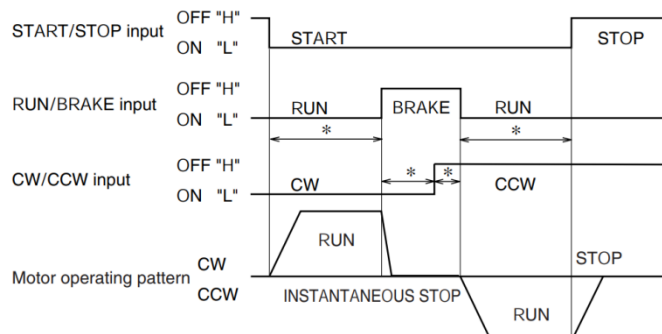 OFF "H"
START/STOP input
START
STOP
ON "L"
OFF "H"
RUN/BRAKE input
RUN
BRAKE
RUN
ON "L"
*
*
OFF "H"
CW/CCW input
*
*
CW
CCW
ON "L"
RUN
STOP
CW
Motor operating pattern
CCW
INSTANTANEOUS STOP
RUN